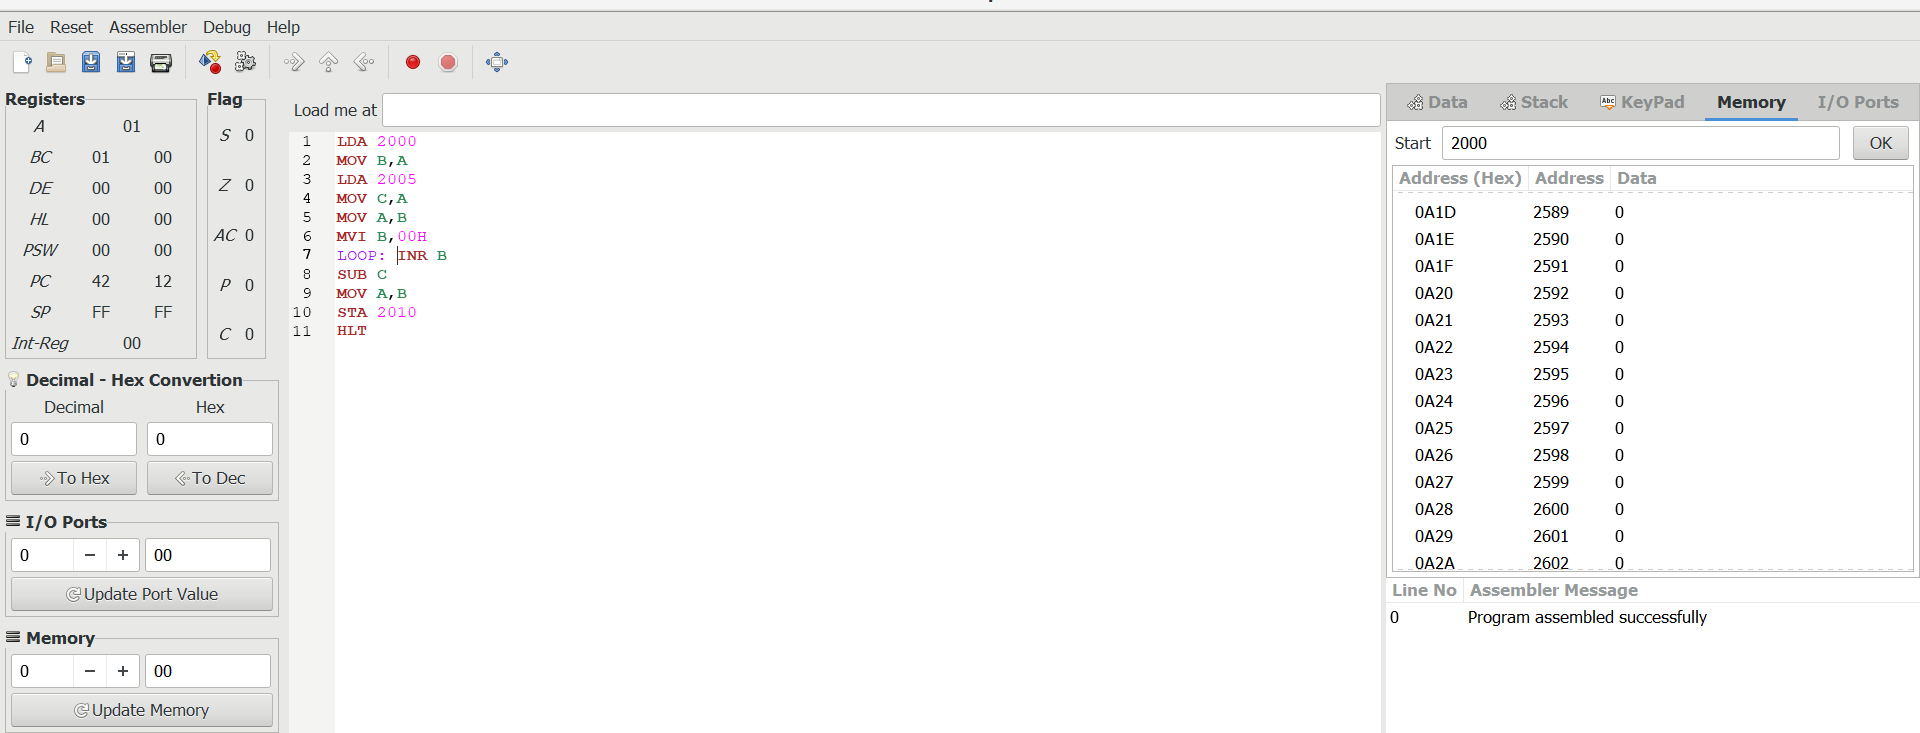 File Reset Assembler Debug Help
Registers
A 01
BC 01 00
DE 00 00
HL 00 00
PSW 00 00
PC 42 12
SP FF FF
Int-Reg 00
Flag
S 0
Z 0
AC 0
P 0
C 0
Decimal - Hex Convertion
Decimal Hex
0 0
To Hex To Dec
I/O Ports
0 − + 00
Update Port Value
Memory
0 − + 00
Update Memory
Load me at
1 LDA 2000
2 MOV B,A
3 LDA 2005
4 MOV C,A
5 MOV A,B
6 MVI B,00H
7 LOOP: INR B
8 SUB C
9 MOV A,B
10 STA 2010
11 HLT
Data Stack Abc KeyPad Memory I/O Ports
Start 2000 OK
Address (Hex) Address Data
0A1D 2589 0
0A1E 2590 0
0A1F 2591 0
0A20 2592 0
0A21 2593 0
0A22 2594 0
0A23 2595 0
0A24 2596 0
0A25 2597 0
0A26 2598 0
0A27 2599 0
0A28 2600 0
0A29 2601 0
0A2A 2602 0
Line No Assembler Message
0 Program assembled successfully